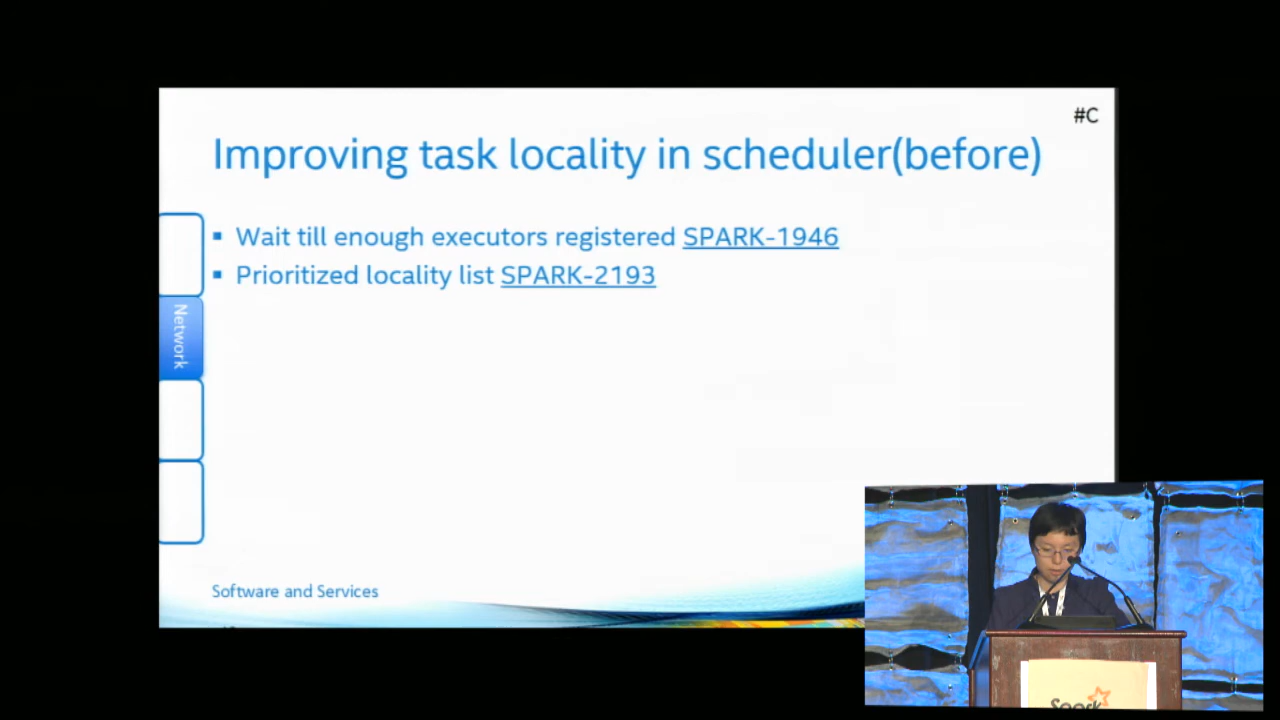 #C
Improving task locality in scheduler(before)
▪ Wait till enough executors registered SPARK-1946
▪ Prioritized locality list SPARK-2193
Network
Software and Services
Spark